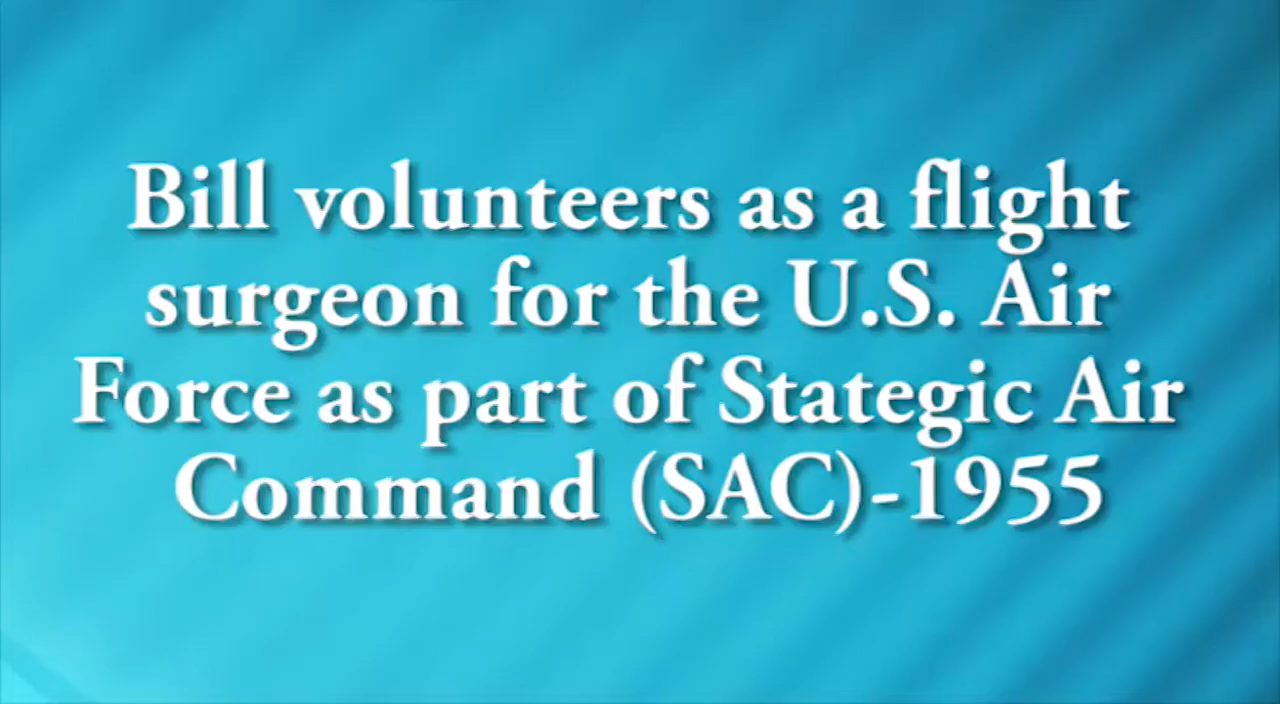 Bill volunteers as a flight
surgeon for the U.S. Air
Force as part of Stategic Air
Command (SAC)-1955